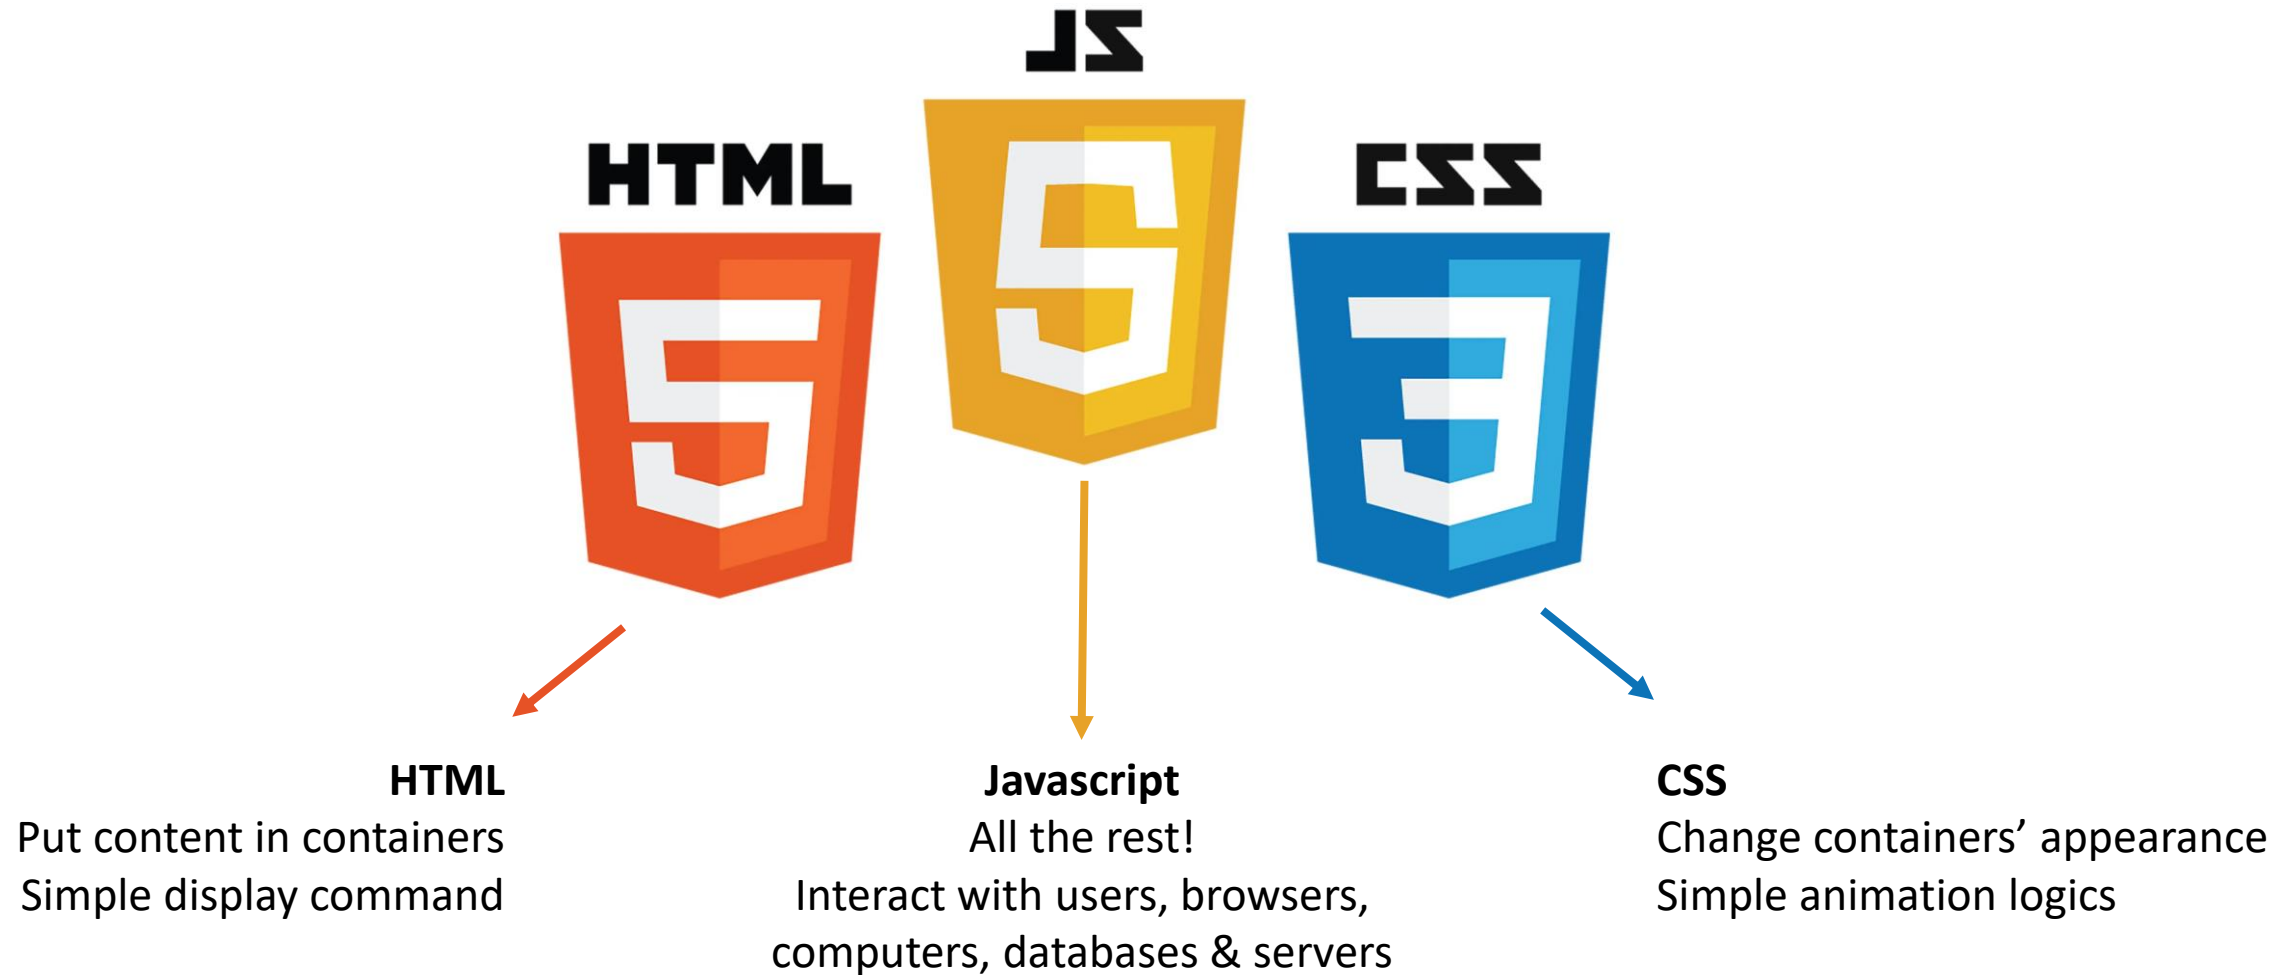 JS
HTML
CSS
5
5
3
HTML
Put content in containers
Simple display command
Javascript
All the rest!
Interact with users, browsers,
computers, databases & servers
CSS
Change containers’ appearance
Simple animation logics